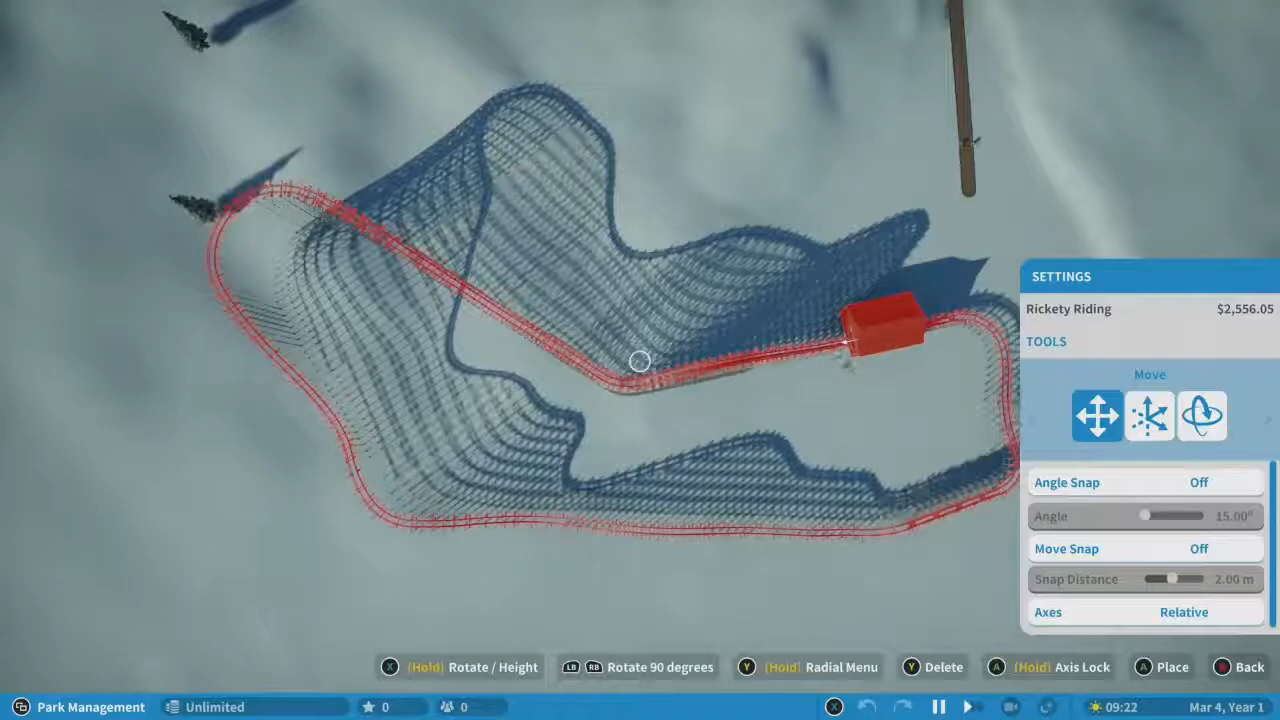 SETTINGS
Rickety Riding $2,556.05
TOOLS
Move
Angle Snap Off
Angle 15.00°
Move Snap Off
Snap Distance 2.00 m
Axes Relative
X (Hold) Rotate / Height LB RB Rotate 90 degrees Y (Hold) Radial Menu Y Delete A (Hold) Axis Lock A Place B Back
Park Management Unlimited 0 0 X 09:22 Mar 4, Year 1